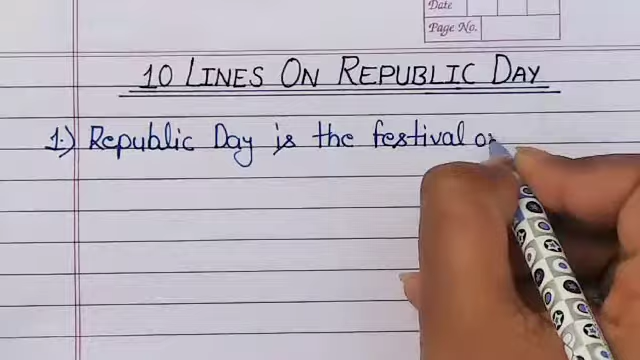 Date
Page No.
10 LINES ON REPUBLIC DAY
1.) Republic Day is the festival